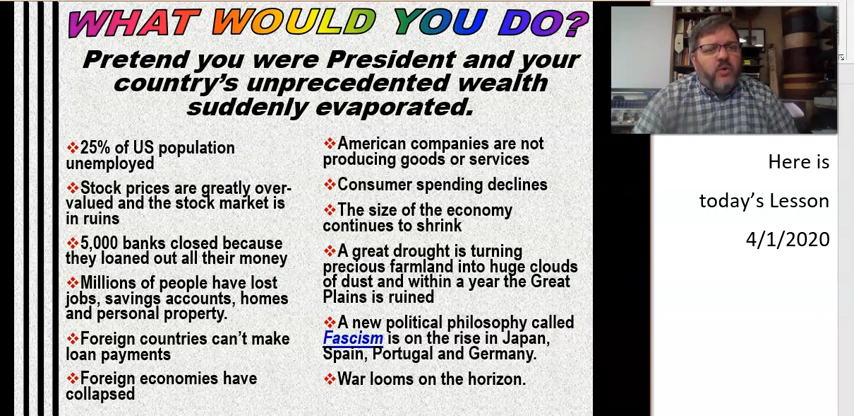 WHAT WOULD YOU DO?
Pretend you were President and your
country's unprecedented wealth
suddenly evaporated.
❖25% of US population
unemployed
❖Stock prices are greatly over-
valued and the stock market is
in ruins
❖5,000 banks closed because
they loaned out all their money
❖Millions of people have lost
jobs, savings accounts, homes
and personal property.
❖Foreign countries can't make
loan payments
❖Foreign economies have
collapsed
❖American companies are not
producing goods or services
❖Consumer spending declines
❖The size of the economy
continues to shrink
❖A great drought is turning
precious farmland into huge clouds
of dust and within a year the Great
Plains is ruined
❖A new political philosophy called
Fascism is on the rise in Japan,
Spain, Portugal and Germany.
❖War looms on the horizon.
Here is
today's Lesson
4/1/2020